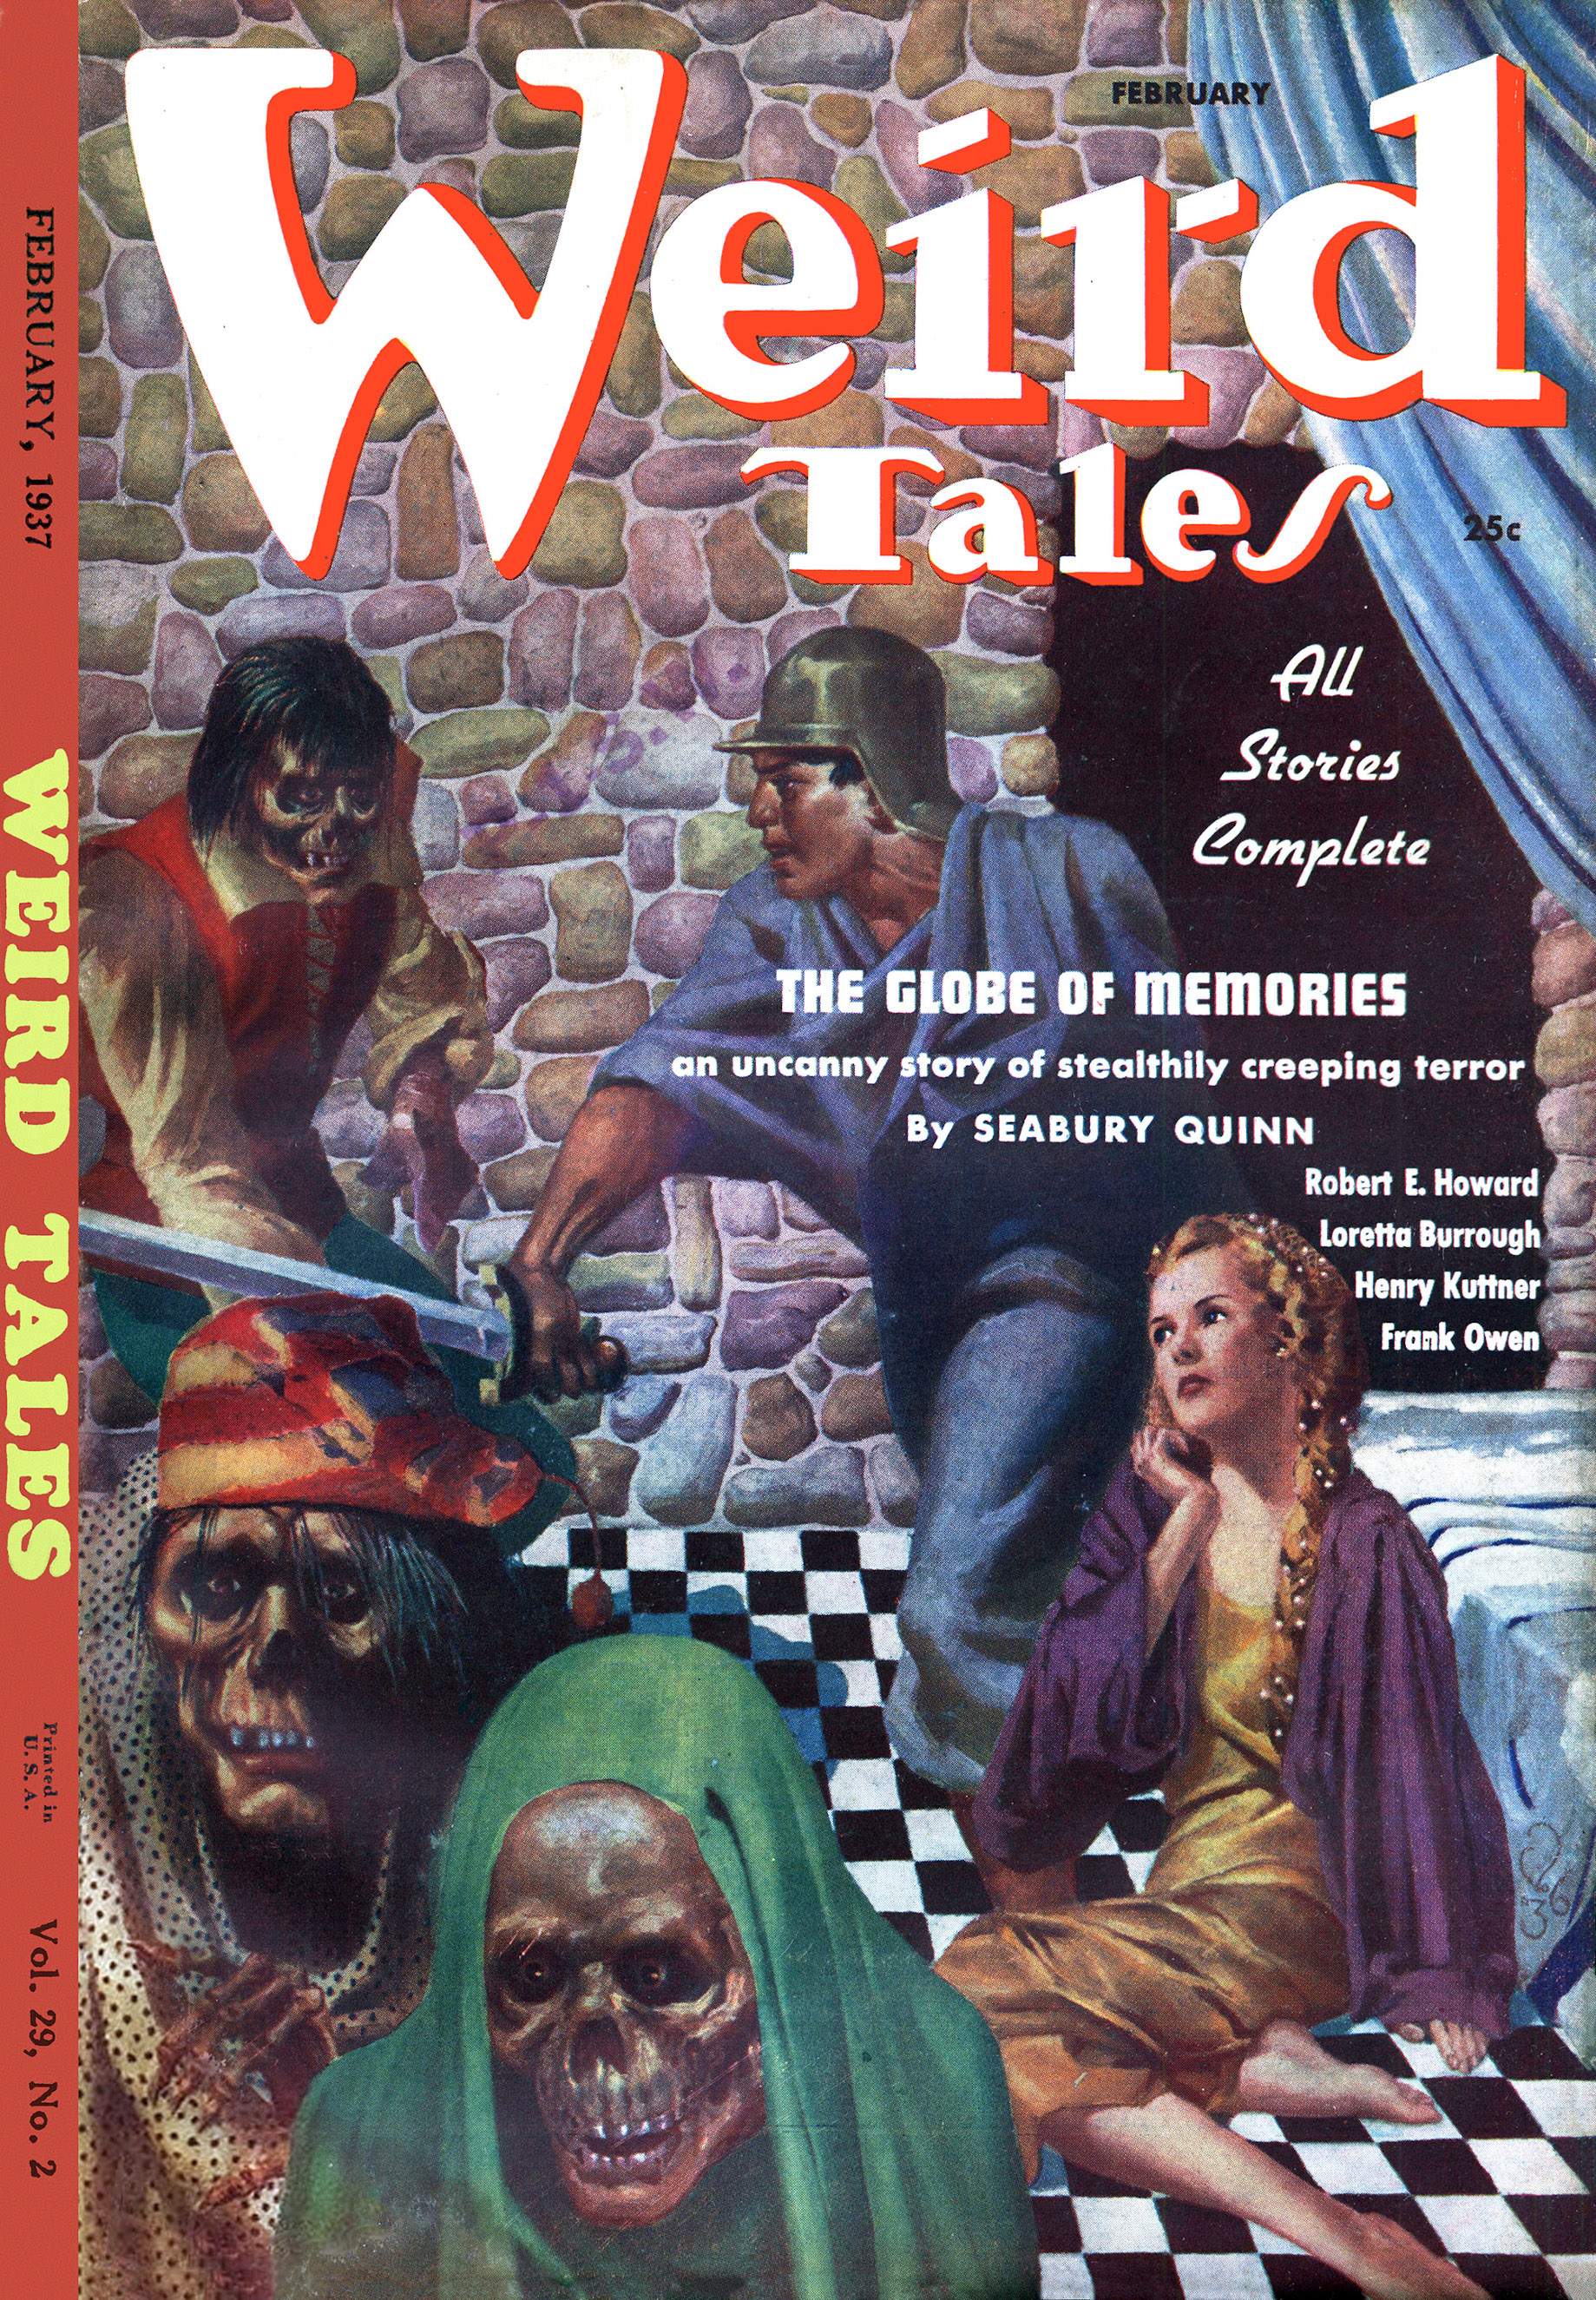 FEBRUARY
Weird
Tales
25c
All
Stories
Complete
THE GLOBE OF MEMORIES
an uncanny story of stealthily creeping terror
By SEABURY QUINN
Robert E. Howard
Loretta Burrough
Henry Kuttner
Frank Owen
FEBRUARY, 1937
WEIRD TALES
Printed in
U. S. A.
Vol. 29, No. 2